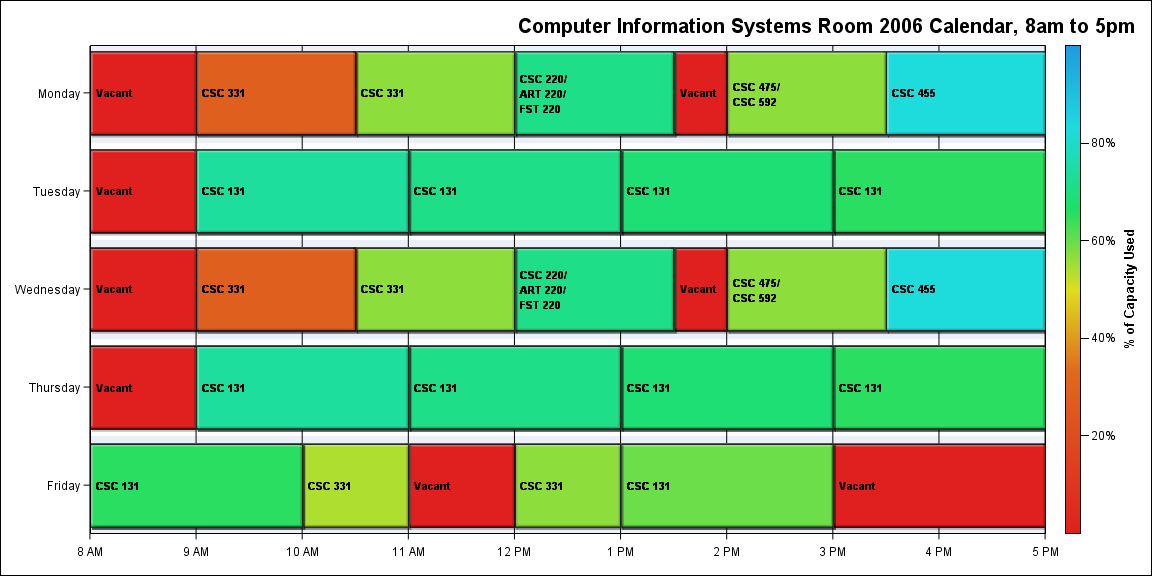 Computer Information Systems Room 2006 Calendar, 8am to 5pm
Monday
Vacant
CSC 331
CSC 331
CSC 220/
ART 220/
FST 220
Vacant
CSC 475/
CSC 592
CSC 455
Tuesday
Vacant
CSC 131
CSC 131
CSC 131
CSC 131
Wednesday
Vacant
CSC 331
CSC 331
CSC 220/
ART 220/
FST 220
Vacant
CSC 475/
CSC 592
CSC 455
Thursday
Vacant
CSC 131
CSC 131
CSC 131
CSC 131
Friday
CSC 131
CSC 331
Vacant
CSC 331
CSC 131
Vacant
8 AM
9 AM
10 AM
11 AM
12 PM
1 PM
2 PM
3 PM
4 PM
5 PM
80%
60%
40%
20%
% of Capacity Used